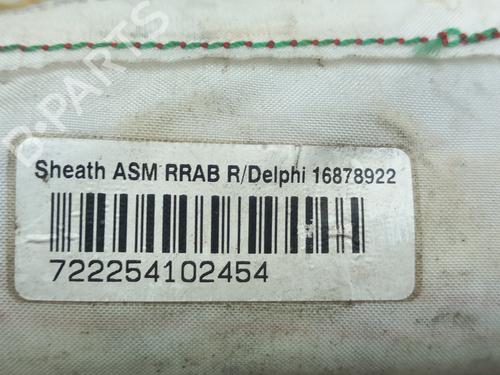 B-PARTS
Sheath ASM RRAB R/Delphi 16878922
722254102454